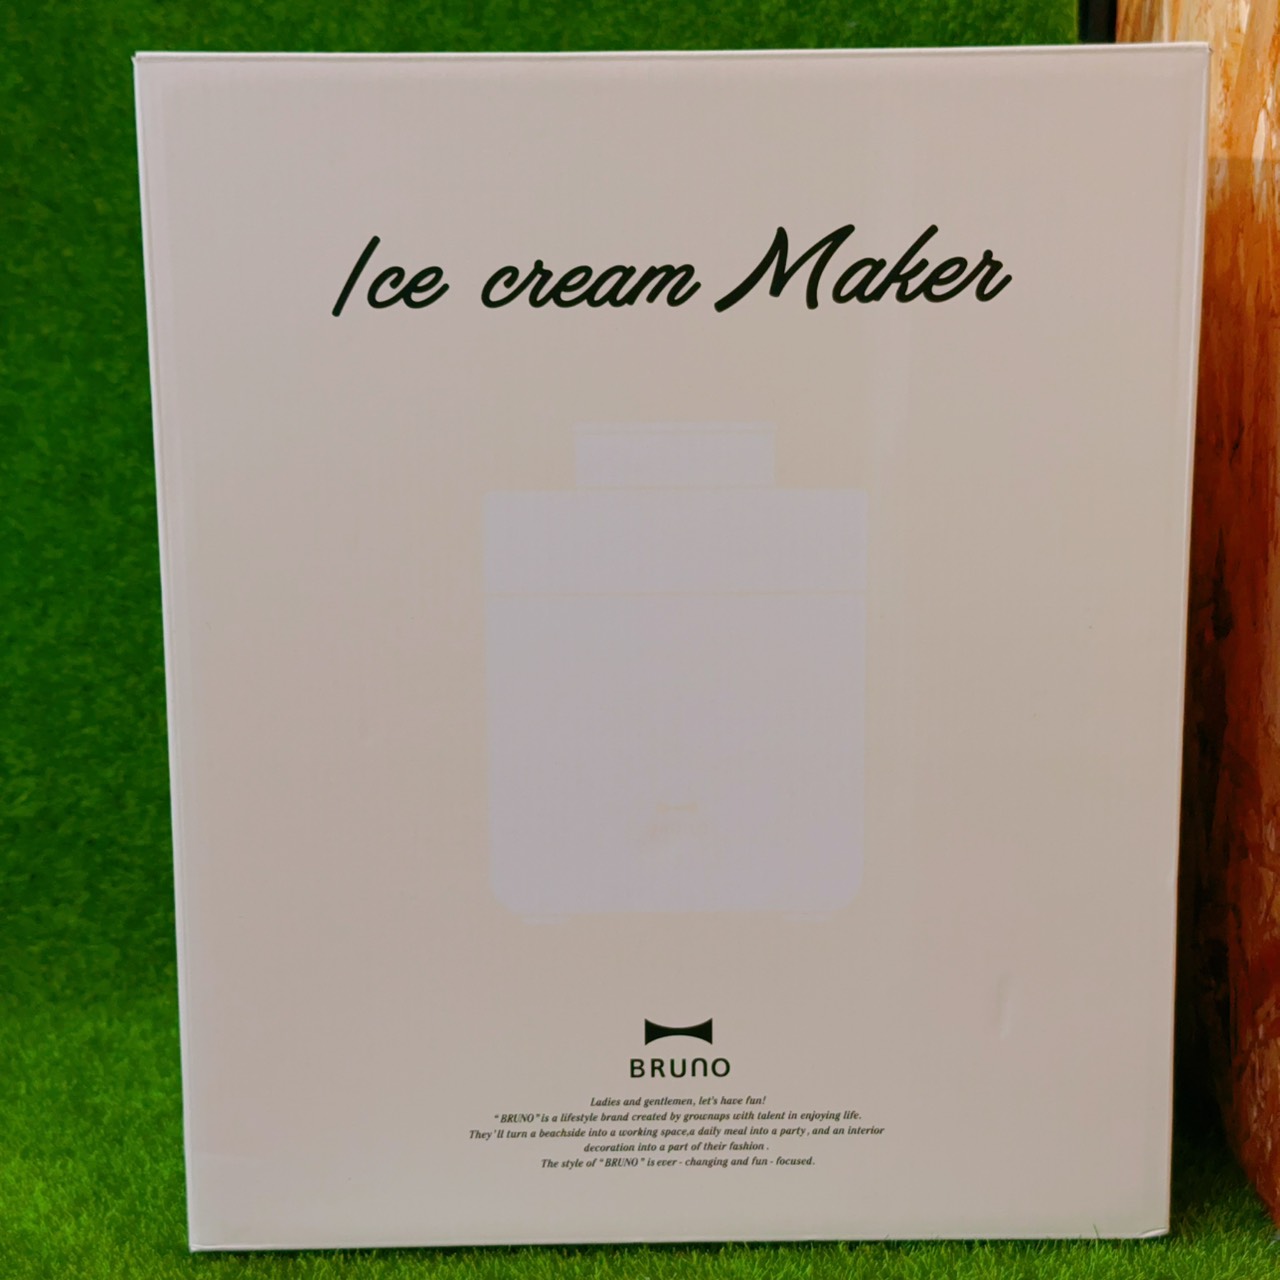 Ice cream Maker
BRUNO
Ladies and gentlemen, let's have fun!
"BRUNO" is a lifestyle brand created by grownups with talent in enjoying life.
They'll turn a beachside into a working space,a daily meal into a party, and an interior
decoration into a part of their fashion.
The style of "BRUNO" is ever - changing and fun - focused.